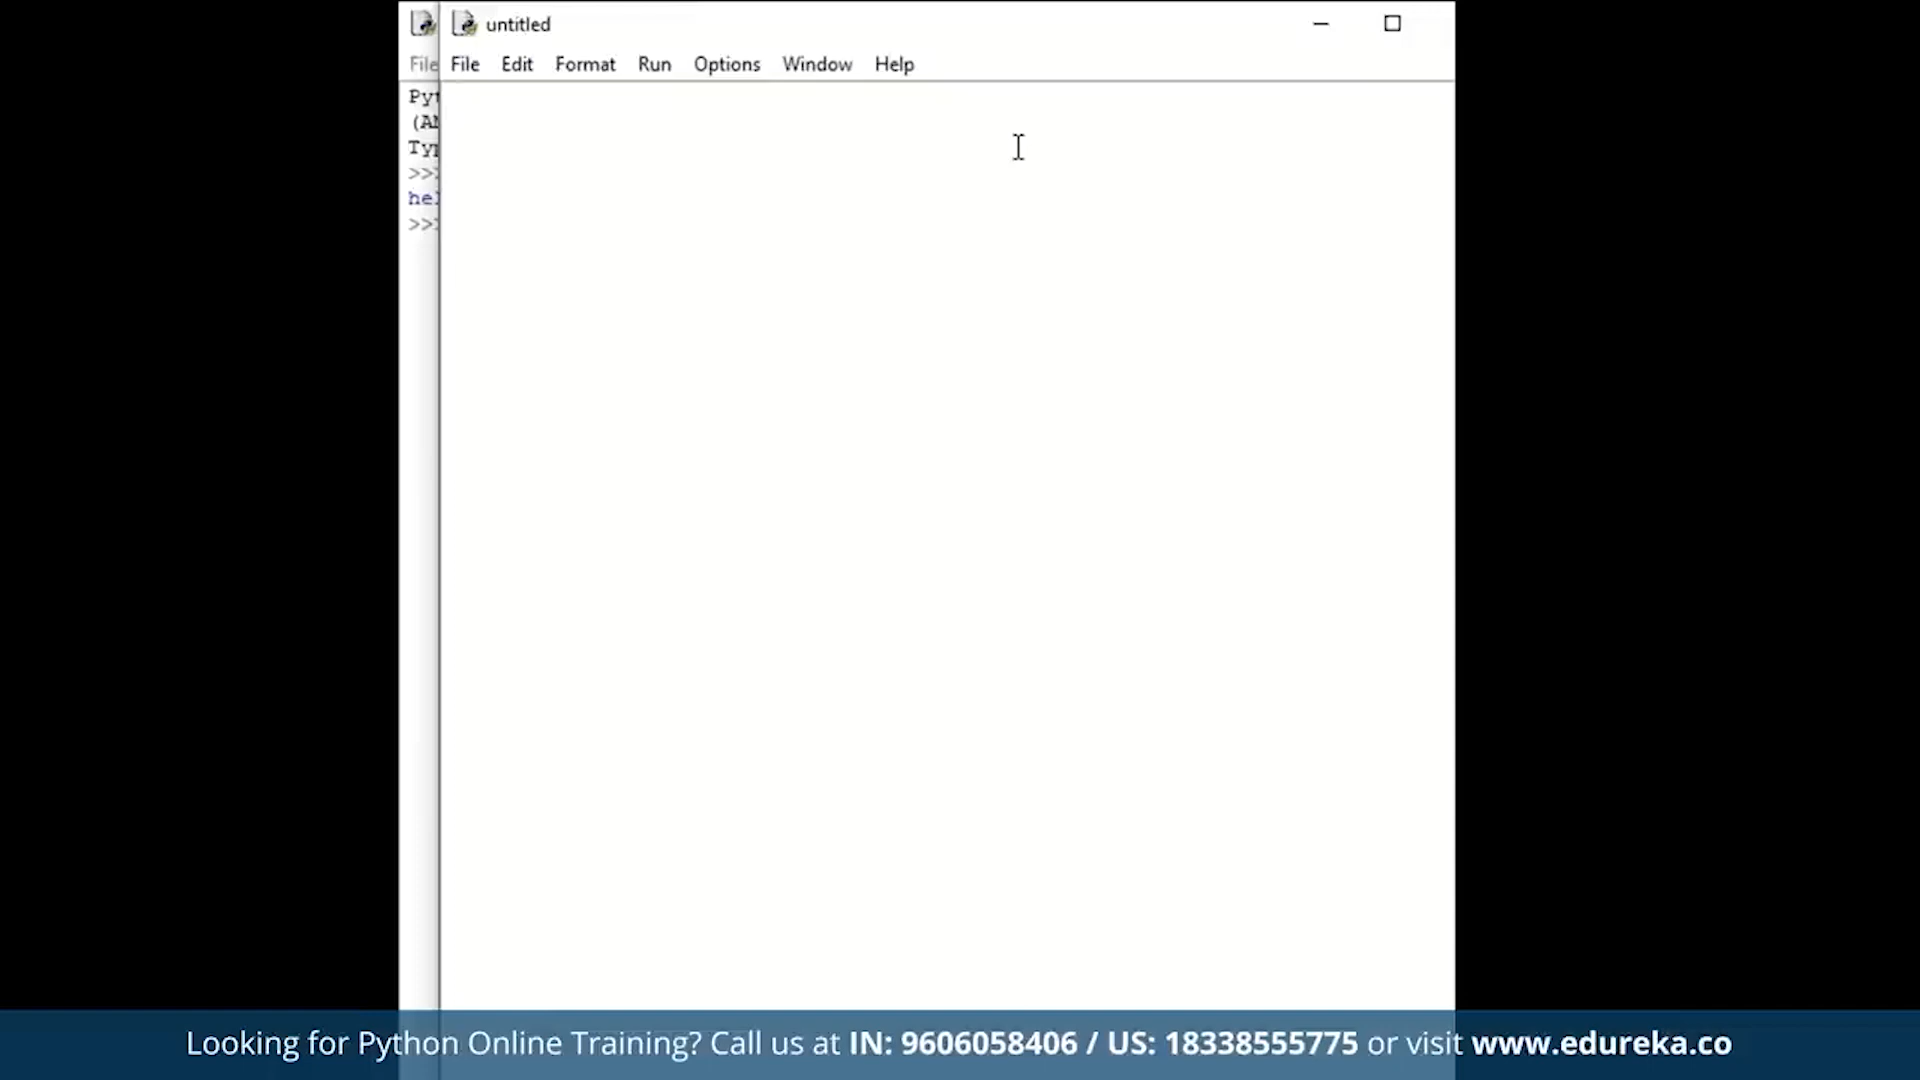 untitled
File File Edit Format Run Options Window Help
>>>
>>>
Looking for Python Online Training? Call us at IN: 9606058406 / US: 18338555775 or visit www.edureka.co